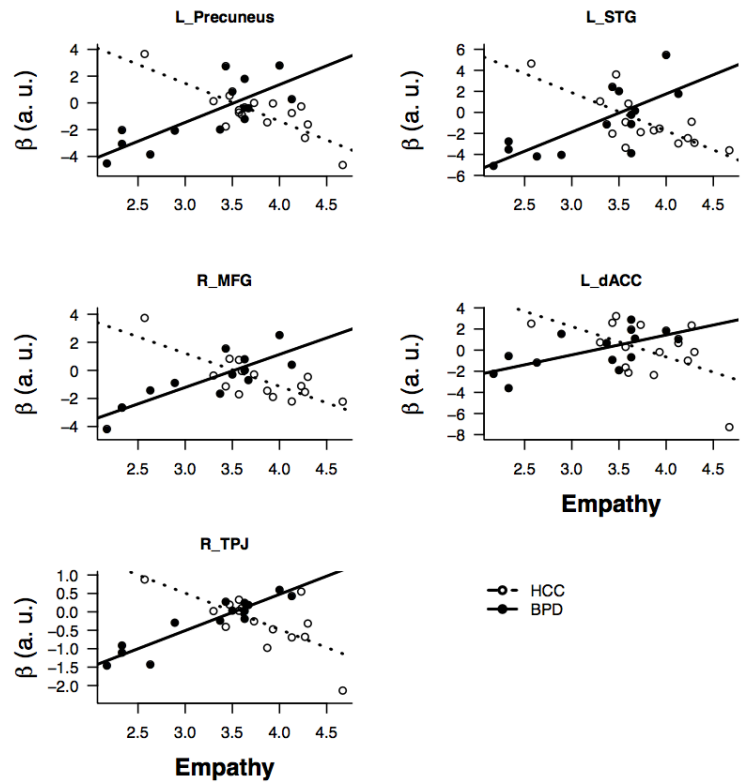 L_Precuneus
β (a. u.)
4
2
0
−2
−4
2.5 3.0 3.5 4.0 4.5
L_STG
β (a. u.)
6
4
2
0
−2
−4
−6
2.5 3.0 3.5 4.0 4.5
R_MFG
β (a. u.)
4
2
0
−2
−4
2.5 3.0 3.5 4.0 4.5
L_dACC
β (a. u.)
4
2
0
−2
−4
−6
−8
2.5 3.0 3.5 4.0 4.5
Empathy
R_TPJ
β (a. u.)
1.0
0.5
0.0
−0.5
−1.0
−1.5
−2.0
2.5 3.0 3.5 4.0 4.5
Empathy
HCC
BPD